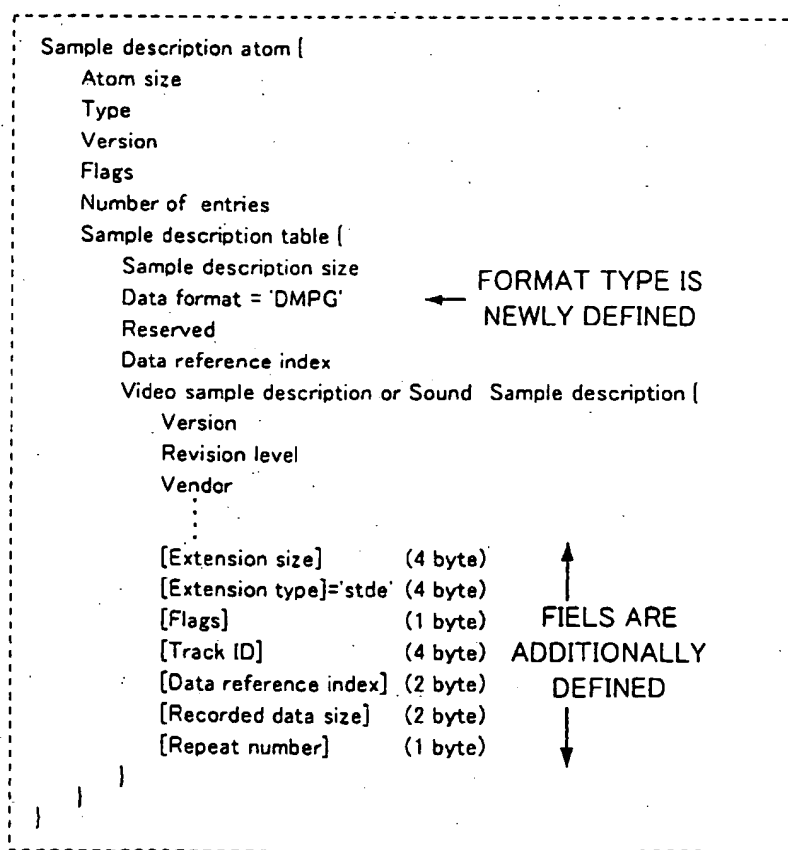 Sample description atom {
Atom size
Type
Version
Flags
Number of entries
Sample description table {
Sample description size
Data format = 'DMPG' ← FORMAT TYPE IS
NEWLY DEFINED
Reserved
Data reference index
Video sample description or Sound Sample description {
Version
Revision level
Vendor
[Extension size] (4 byte)
[Extension type]='stde' (4 byte)
[Flags] (1 byte) FIELS ARE
[Track ID] (4 byte) ADDITIONALLY
[Data reference index] (2 byte) DEFINED
[Recorded data size] (2 byte)
[Repeat number] (1 byte)
}
}
}